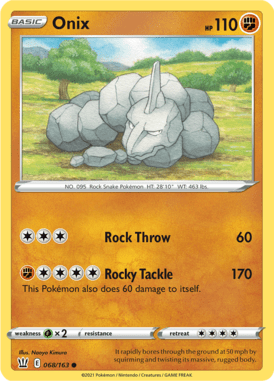 BASIC Onix HP 110
NO. 095 Rock Snake Pokémon. HT. 28'10" WT. 463 lbs.
Rock Throw 60
Rocky Tackle 170
This Pokémon also does 60 damage to itself.
weakness ×2 resistance retreat
Illus. Naoyo Kimura
E 068/163
It rapidly bores through the ground at 50 mph by
squirming and twisting its massive, rugged body.
©2021 Pokémon / Nintendo / Creatures / GAME FREAK